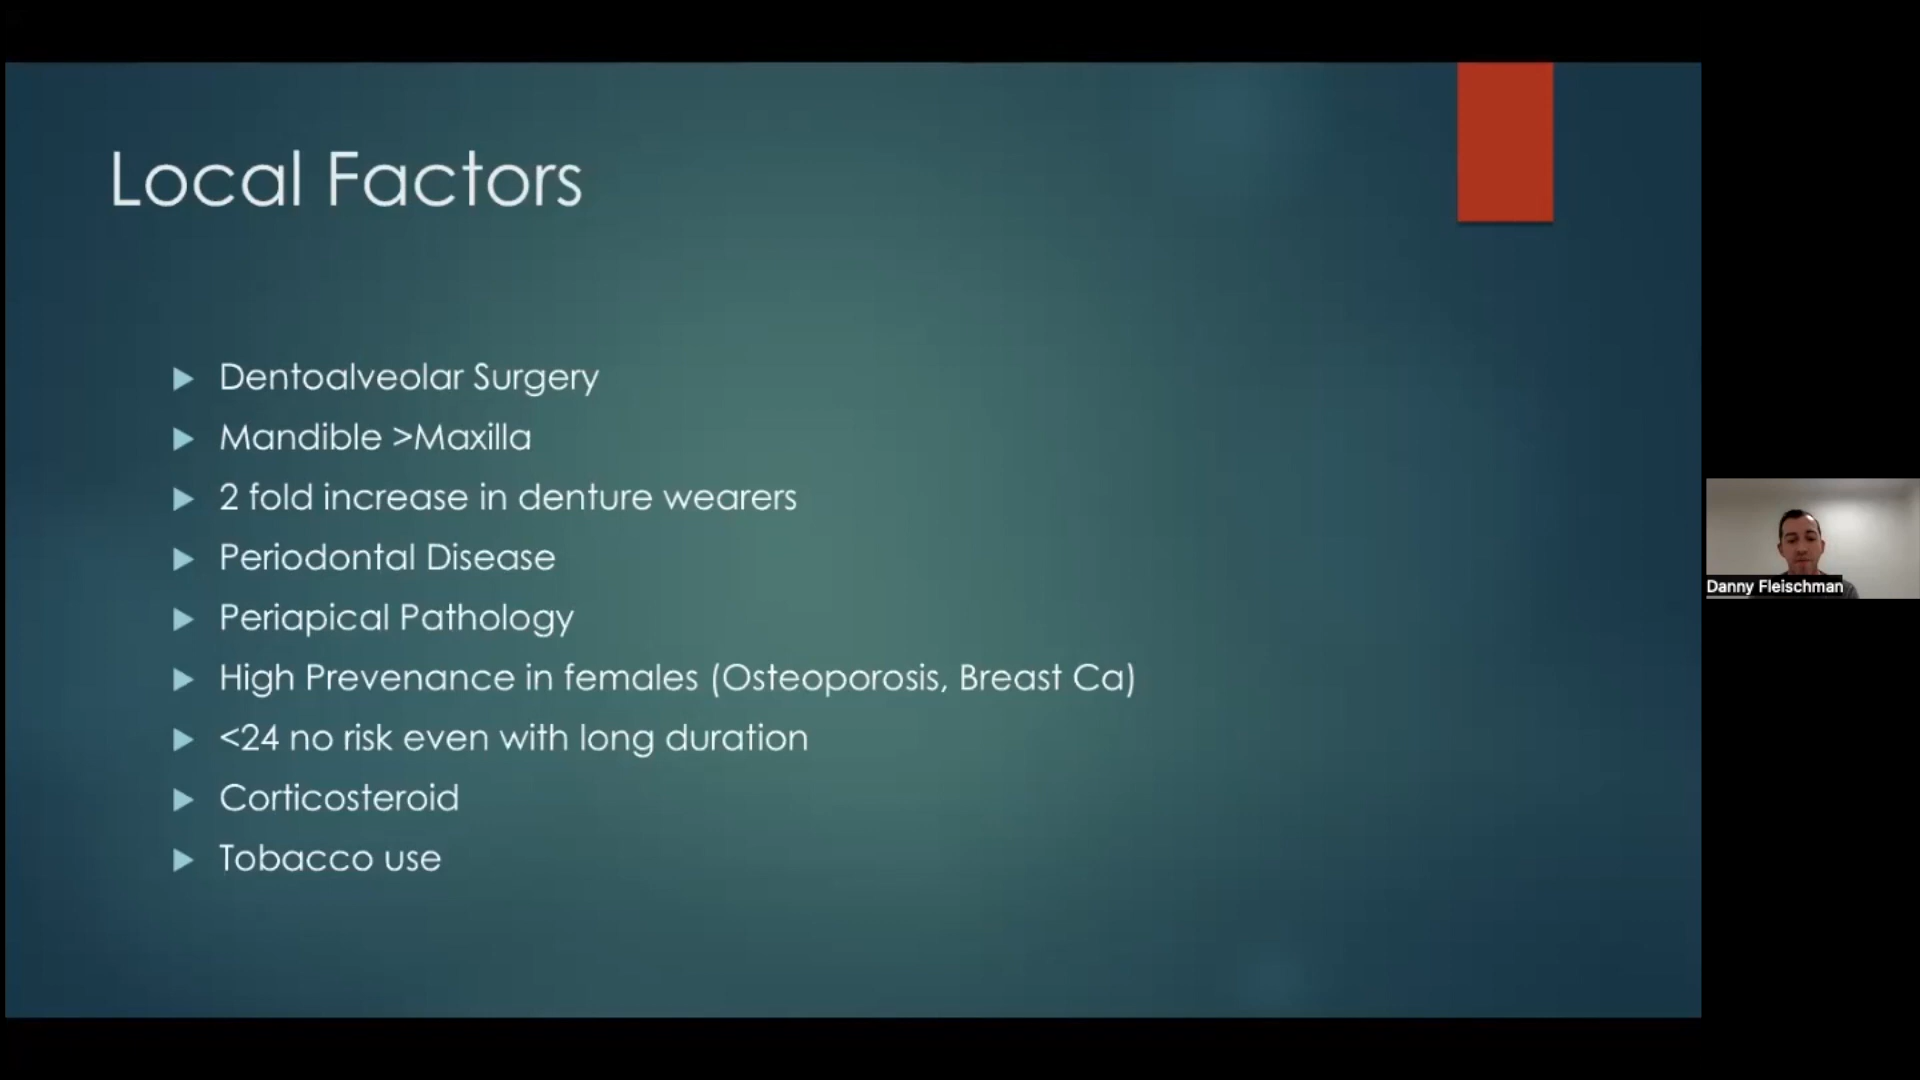 Local Factors
Dentoalveolar Surgery
Mandible >Maxilla
2 fold increase in denture wearers
Periodontal Disease
Periapical Pathology
High Prevenance in females (Osteoporosis, Breast Ca)
<24 no risk even with long duration
Corticosteroid
Tobacco use
Danny Fleischman